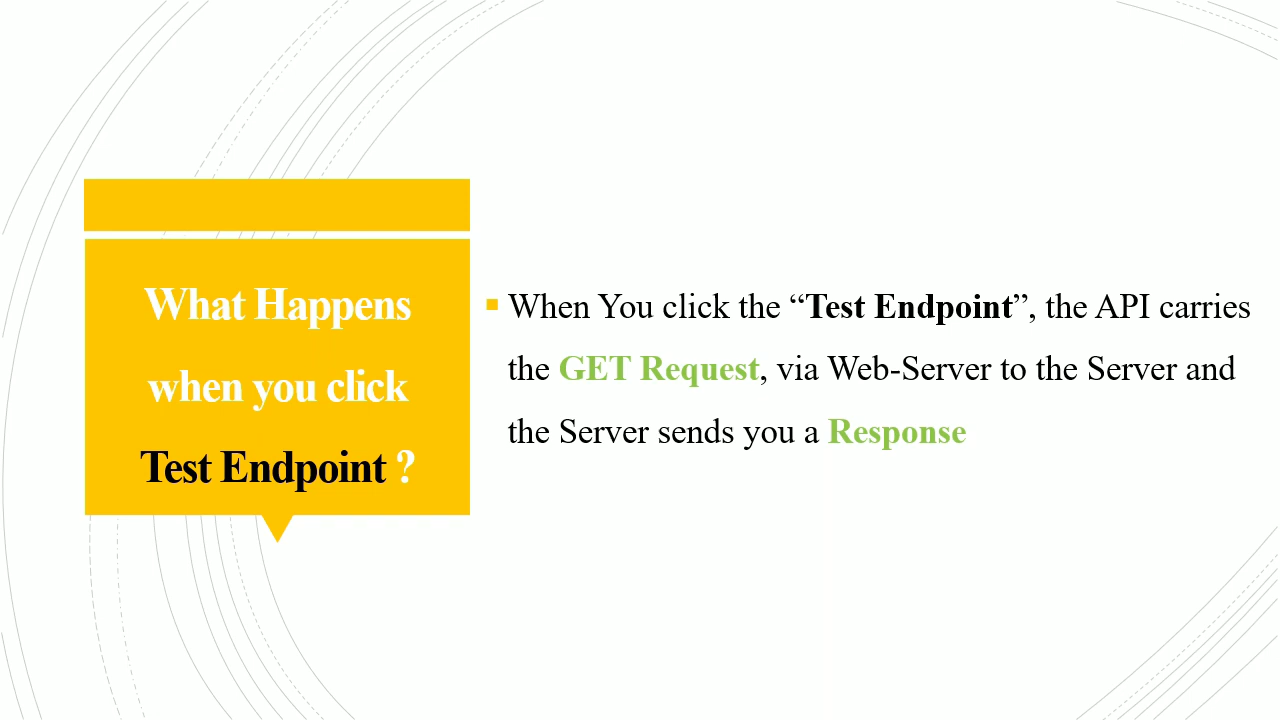 What Happens
when you click
Test Endpoint ?
When You click the “Test Endpoint”, the API carries
the GET Request, via Web-Server to the Server and
the Server sends you a Response